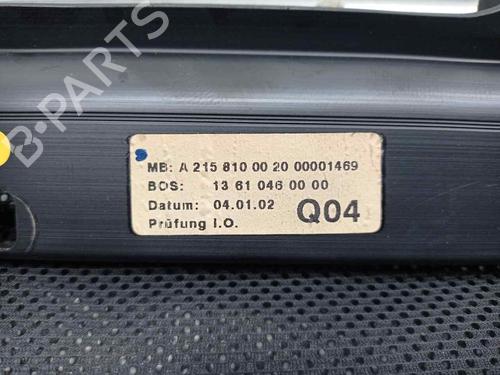 B-PARTS
MB: A 215 810 00 20 00001469
BOS: 13 61 046 00 00
Datum: 04.01.02 Q04
Prüfung I.O.